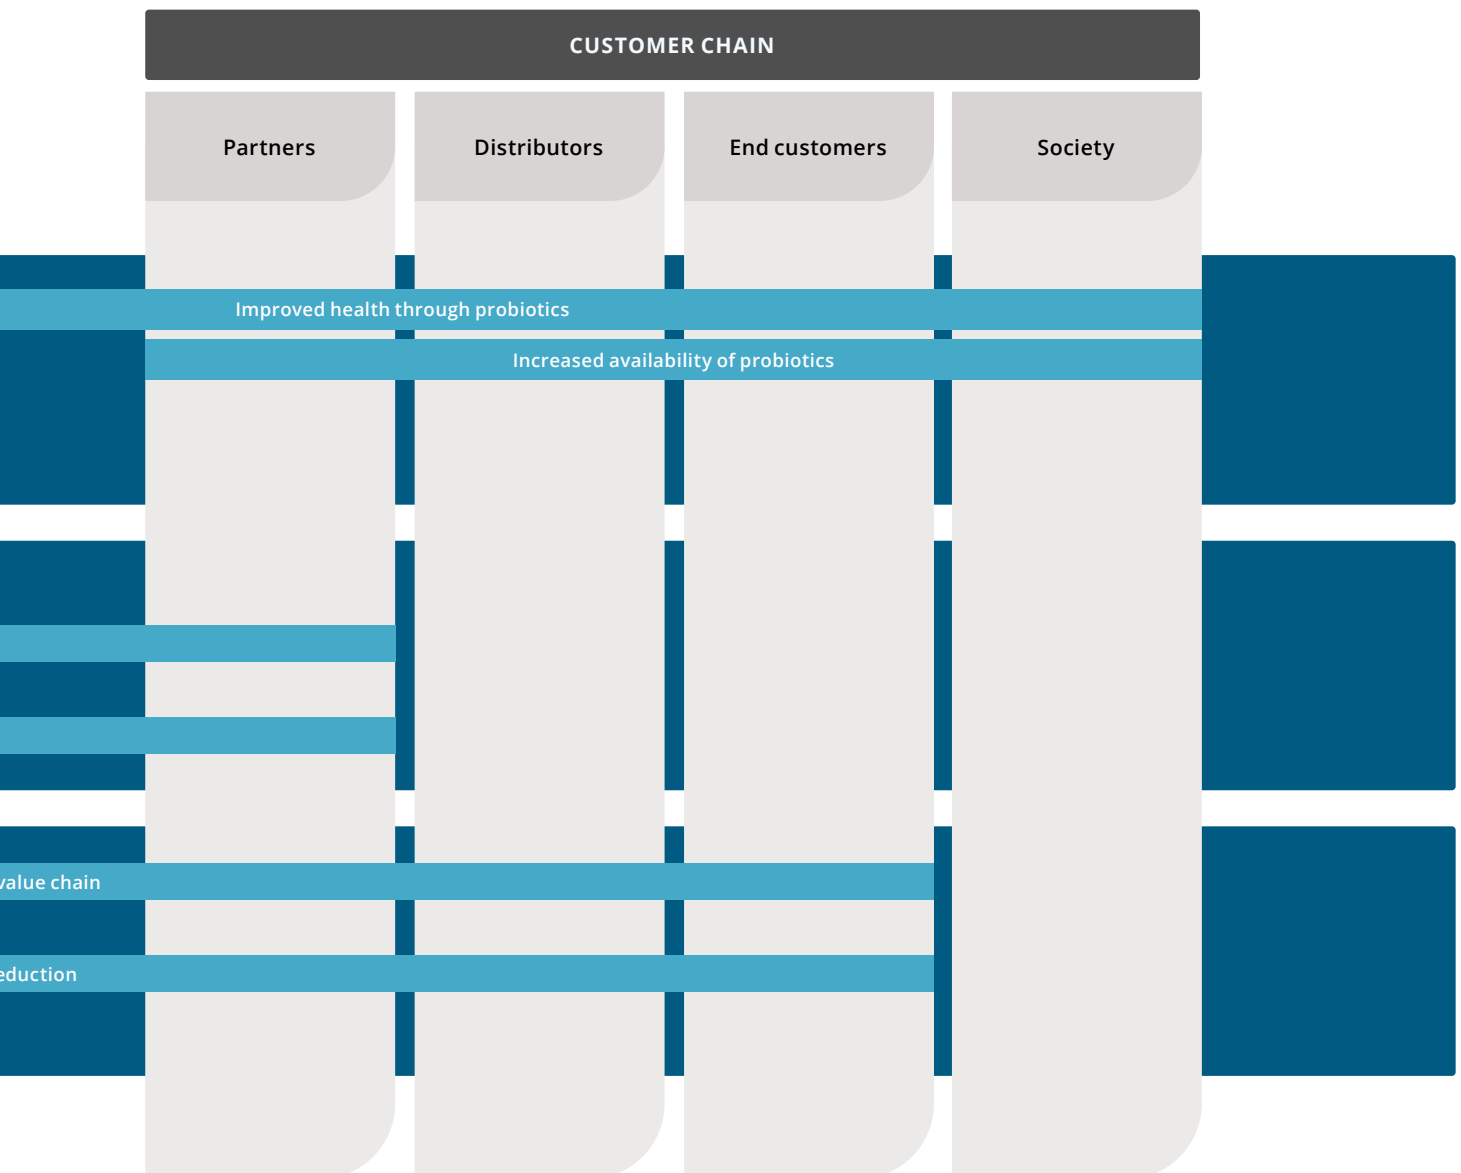 CUSTOMER CHAIN
Partners
Distributors
End customers
Society
Improved health through probiotics
Increased availability of probiotics
value chain
eduction